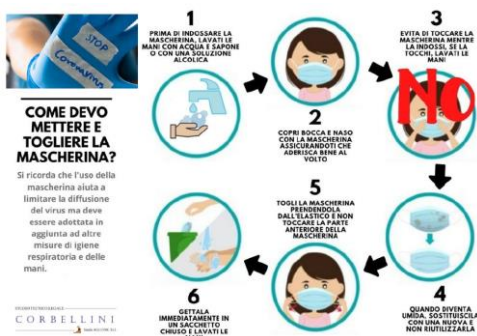 STOP
Coronavirus
COME DEVO
METTERE E
TOGLIERE LA
MASCHERINA?
Si ricorda che l'uso della
mascherina aiuta a
limitare la diffusione
del virus ma deve
essere adottata in
aggiunta ad altre
misure di igiene
respiratoria e delle
mani.
CORBELLINI
1
PRIMA DI INDOSSARE LA
MASCHERINA, LAVATI LE
MANI CON ACQUA E SAPONE
O CON UNA SOLUZIONE
ALCOLICA
2
COPRI BOCCA E NASO
CON LA MASCHERINA
ASSICURANDOTI CHE
ADERISCA BENE AL
VOLTO
3
EVITA DI TOCCARE LA
MASCHERINA MENTRE
LA INDOSSI, SE LA
TOCCHI, LAVATI LE
MANI
No
4
QUANDO DIVENTA
UMIDA, SOSTITUISCILA
CON UNA NUOVA E
NON RIUTILIZZARLA
5
TOGLI LA MASCHERINA
PRENDENDOLA
DALL'ELASTICO E NON
TOCCARE LA PARTE
ANTERIORE DELLA
MASCHERINA
6
GETTALA
IMMEDIATAMENTE IN
UN SACCHETTO
CHIUSO E LAVATI LE